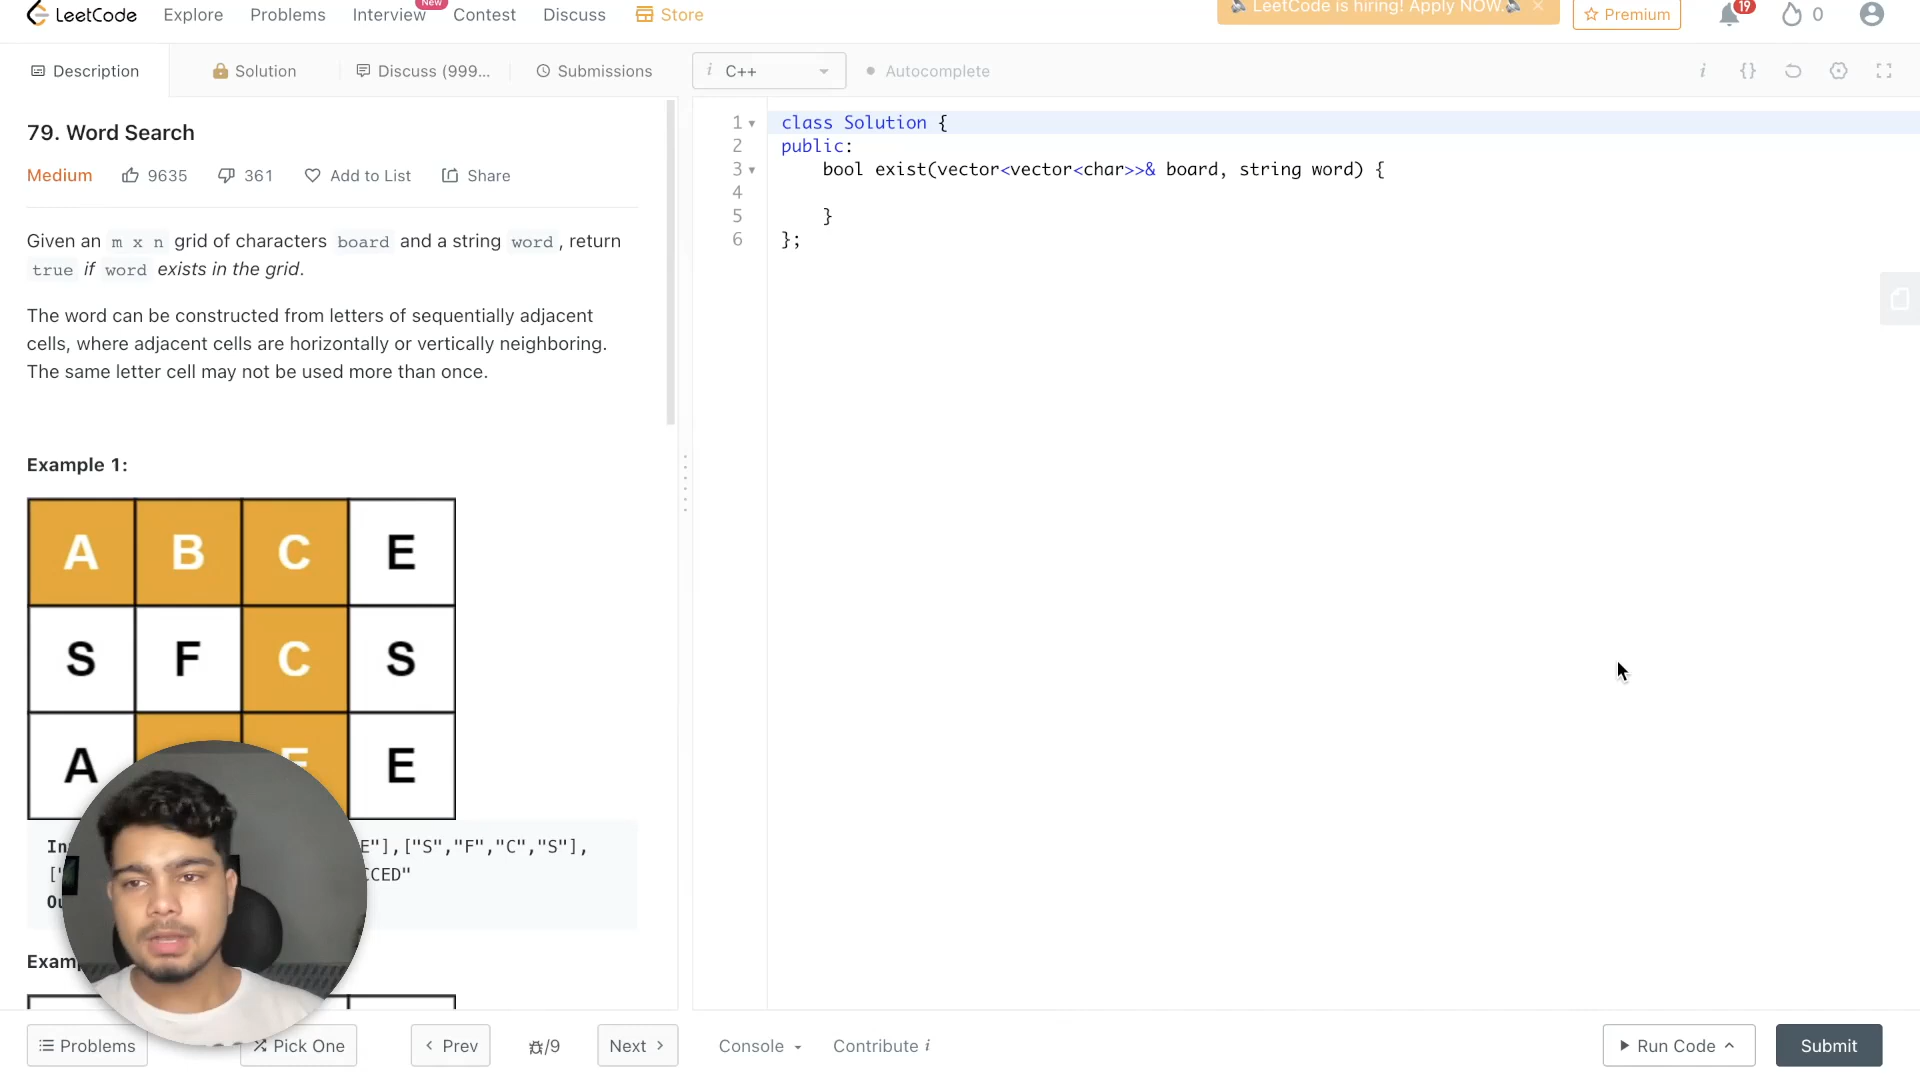 LeetCode
Explore
Problems
Interview
New
Contest
Discuss
Store
LeetCode is hiring! Apply NOW.
Premium
19
0
Description
Solution
Discuss (999...
Submissions
i C++
Autocomplete
79. Word Search
Medium
9635
361
Add to List
Share
Given an m x n grid of characters board and a string word, return
true if word exists in the grid.
The word can be constructed from letters of sequentially adjacent
cells, where adjacent cells are horizontally or vertically neighboring.
The same letter cell may not be used more than once.
Example 1:
A B C E
S F C S
A E E
E"],["S","F","C","S"],
CCED"
1 class Solution {
2 public:
3 bool exist(vector<vector<char>>& board, string word) {
4
5 }
6 };
Problems
Pick One
Prev
/9
Next
Console
Contribute i
Run Code
Submit